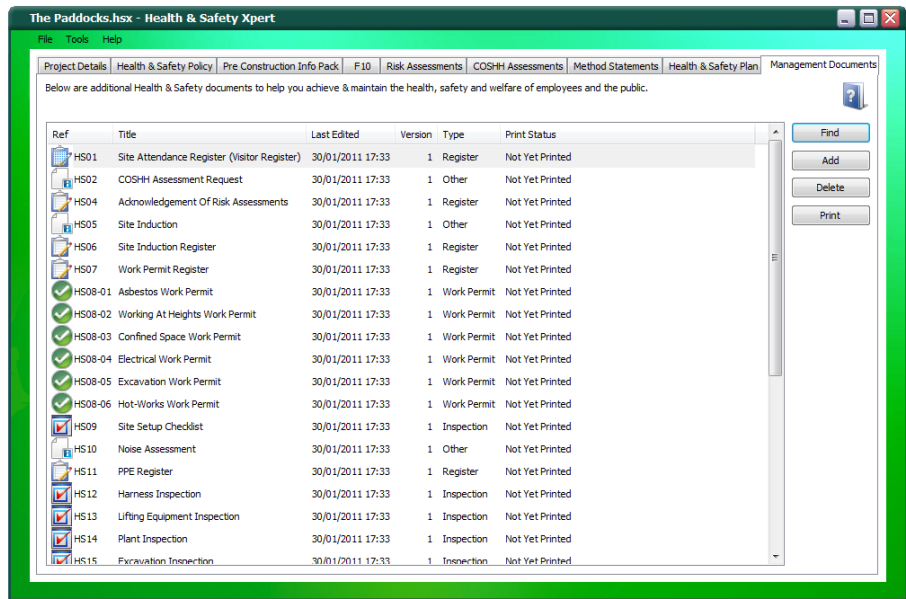 The Paddocks.hsx - Health & Safety Xpert
File Tools Help
Project Details Health & Safety Policy Pre Construction Info Pack F10 Risk Assessments COSHH Assessments Method Statements Health & Safety Plan Management Documents
Below are additional Health & Safety documents to help you achieve & maintain the health, safety and welfare of employees and the public.
Ref Title Last Edited Version Type Print Status
HS01 Site Attendance Register (Visitor Register) 30/01/2011 17:33 1 Register Not Yet Printed
HS02 COSHH Assessment Request 30/01/2011 17:33 1 Other Not Yet Printed
HS04 Acknowledgement Of Risk Assessments 30/01/2011 17:33 1 Register Not Yet Printed
HS05 Site Induction 30/01/2011 17:33 1 Other Not Yet Printed
HS06 Site Induction Register 30/01/2011 17:33 1 Register Not Yet Printed
HS07 Work Permit Register 30/01/2011 17:33 1 Register Not Yet Printed
HS08-01 Asbestos Work Permit 30/01/2011 17:33 1 Work Permit Not Yet Printed
HS08-02 Working At Heights Work Permit 30/01/2011 17:33 1 Work Permit Not Yet Printed
HS08-03 Confined Space Work Permit 30/01/2011 17:33 1 Work Permit Not Yet Printed
HS08-04 Electrical Work Permit 30/01/2011 17:33 1 Work Permit Not Yet Printed
HS08-05 Excavation Work Permit 30/01/2011 17:33 1 Work Permit Not Yet Printed
HS08-06 Hot-Works Work Permit 30/01/2011 17:33 1 Work Permit Not Yet Printed
HS09 Site Setup Checklist 30/01/2011 17:33 1 Inspection Not Yet Printed
HS10 Noise Assessment 30/01/2011 17:33 1 Other Not Yet Printed
HS11 PPE Register 30/01/2011 17:33 1 Register Not Yet Printed
HS12 Harness Inspection 30/01/2011 17:33 1 Inspection Not Yet Printed
HS13 Lifting Equipment Inspection 30/01/2011 17:33 1 Inspection Not Yet Printed
HS14 Plant Inspection 30/01/2011 17:33 1 Inspection Not Yet Printed
HS15 Excavation Inspection 30/01/2011 17:33 1 Inspection Not Yet Printed
Find
Add
Delete
Print